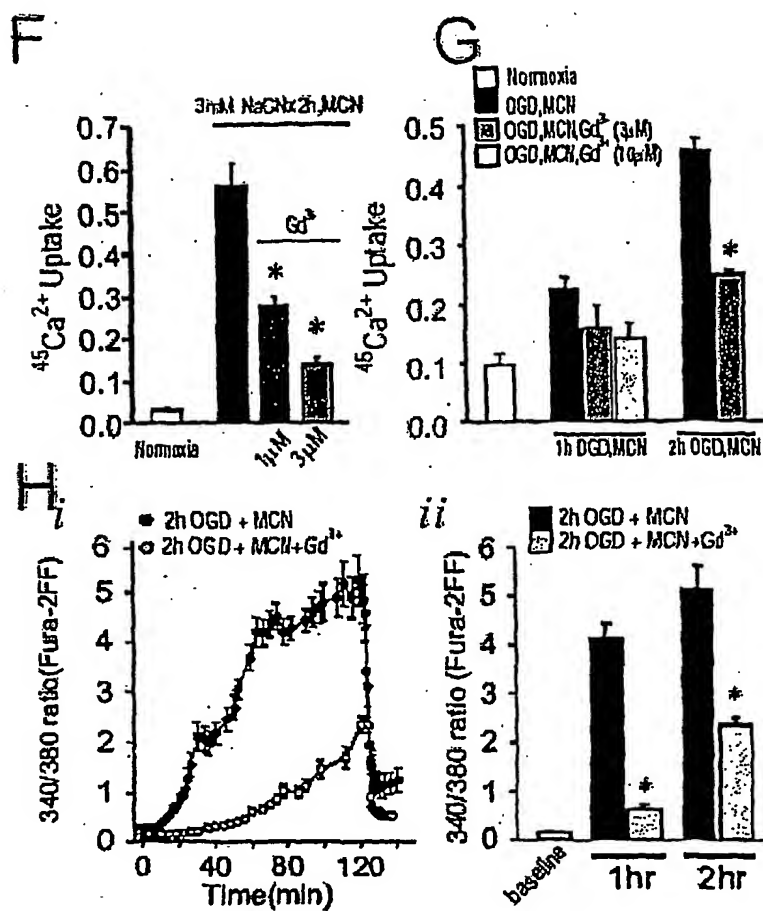 F
3mM NaCNx2h,MCN
0.7
0.6
0.5
0.4
0.3
0.2
0.1
0.0
45Ca2+ Uptake
Gd3+
*
*
Normoxia
1μM
3μM
G
Normoxia
OGD,MCN
OGD,MCN,Gd3+ (3μM)
OGD,MCN,Gd3+ (10μM)
0.5
0.4
0.3
0.2
0.1
0.0
45Ca2+ Uptake
*
1h OGD,MCN
2h OGD,MCN
H
i
2h OGD + MCN
2h OGD + MCN+Gd3+
6
5
4
3
2
1
0
340/380 ratio(Fura-2FF)
0
40
80
120
Time(min)
ii
2h OGD + MCN
2h OGD + MCN+Gd3+
6
5
4
3
2
1
0
340/380 ratio (Fura-2FF)
*
*
baseline
1hr
2hr